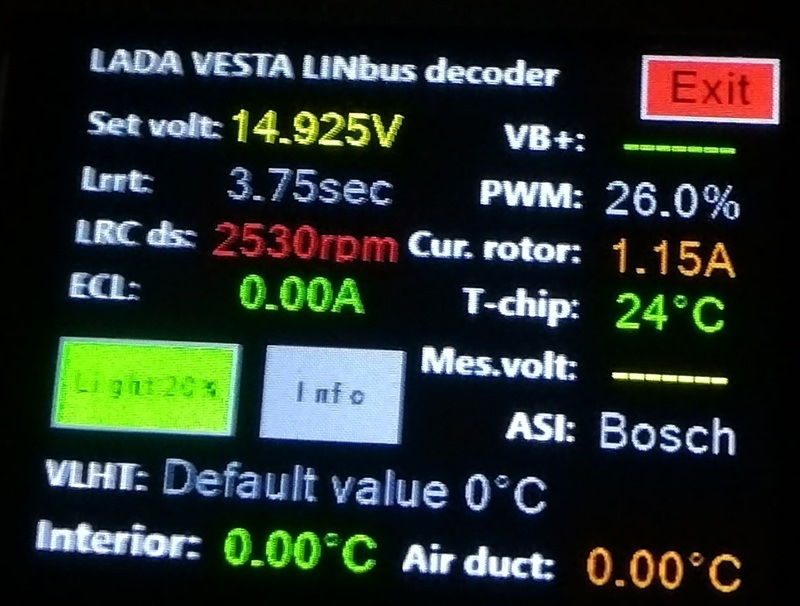 LADA VESTA LINbus decoder
Exit
Set volt: 14.925V VB+: -------
Lrrt: 3.75sec PWM: 26.0%
LRC ds: 2530rpm Cur. rotor: 1.15A
ECL: 0.00A T-chip: 24°C
Light20% Info Mes.volt: -------
ASI: Bosch
VLHT: Default value 0°C
Interior: 0.00°C Air duct: 0.00°C